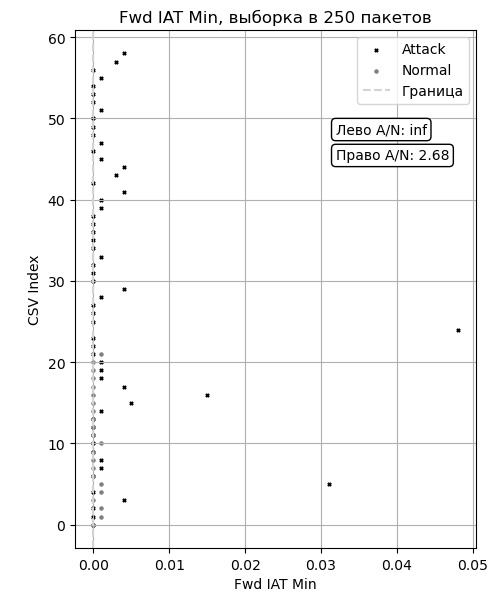 Fwd IAT Min, выборка в 250 пакетов
Attack
Normal
Граница
Лево A/N: inf
Право A/N: 2.68
60
50
40
30
20
10
0
CSV Index
0.00 0.01 0.02 0.03 0.04 0.05
Fwd IAT Min